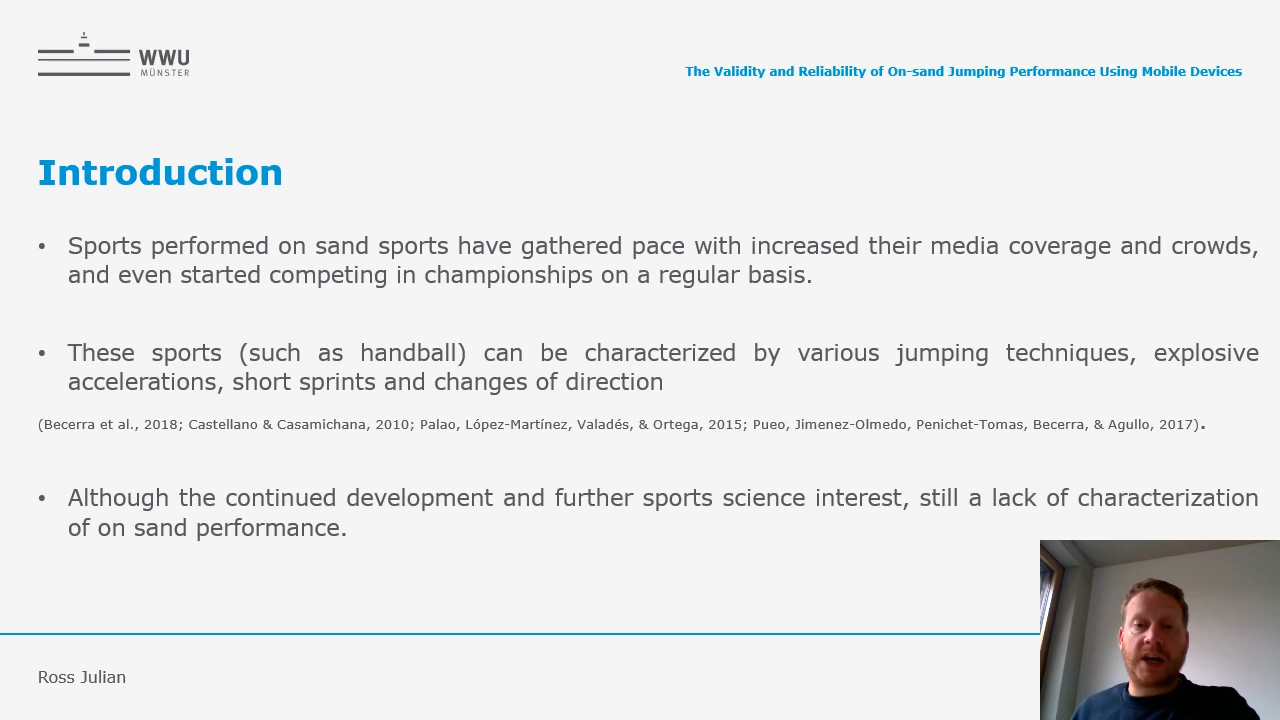 WWU
MÜNSTER
The Validity and Reliability of On-sand Jumping Performance Using Mobile Devices
Introduction
• Sports performed on sand sports have gathered pace with increased their media coverage and crowds,
and even started competing in championships on a regular basis.
• These sports (such as handball) can be characterized by various jumping techniques, explosive
accelerations, short sprints and changes of direction
(Becerra et al., 2018; Castellano & Casamichana, 2010; Palao, López-Martínez, Valadés, & Ortega, 2015; Pueo, Jimenez-Olmedo, Penichet-Tomas, Becerra, & Agullo, 2017).
• Although the continued development and further sports science interest, still a lack of characterization
of on sand performance.
Ross Julian